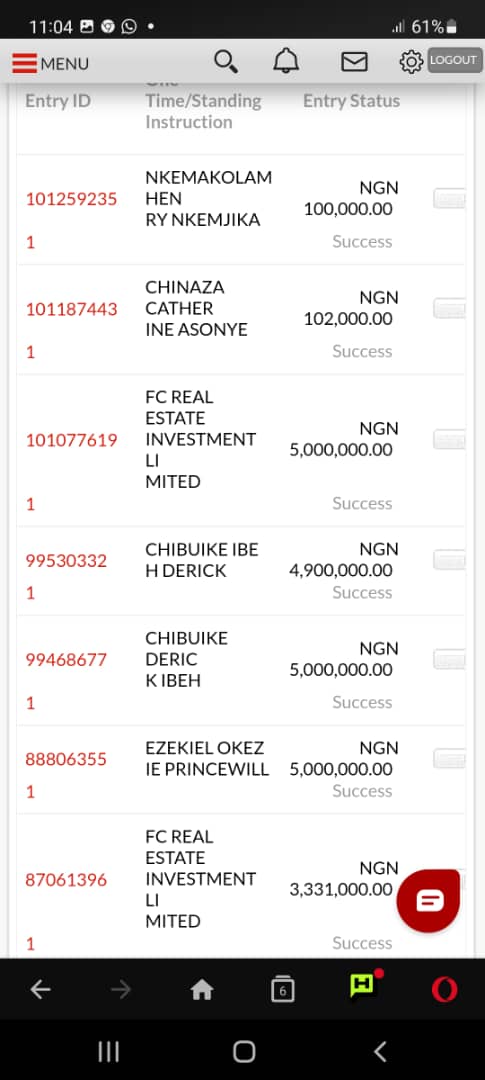 11:04
61%
MENU
LOGOUT
Entry ID
Time/Standing
Instruction
Entry Status
101259235
NKEMAKOLAM
HEN
RY NKEMJIKA
NGN
100,000.00
1
Success
101187443
CHINAZA
CATHER
INE ASONYE
NGN
102,000.00
1
Success
101077619
FC REAL
ESTATE
INVESTMENT
LI
MITED
NGN
5,000,000.00
1
Success
99530332
CHIBUIKE IBE
H DERICK
NGN
4,900,000.00
1
Success
99468677
CHIBUIKE
DERIC
K IBEH
NGN
5,000,000.00
1
Success
88806355
EZEKIEL OKEZ
IE PRINCEWILL
NGN
5,000,000.00
1
Success
87061396
FC REAL
ESTATE
INVESTMENT
LI
MITED
NGN
3,331,000.00
1
Success
6